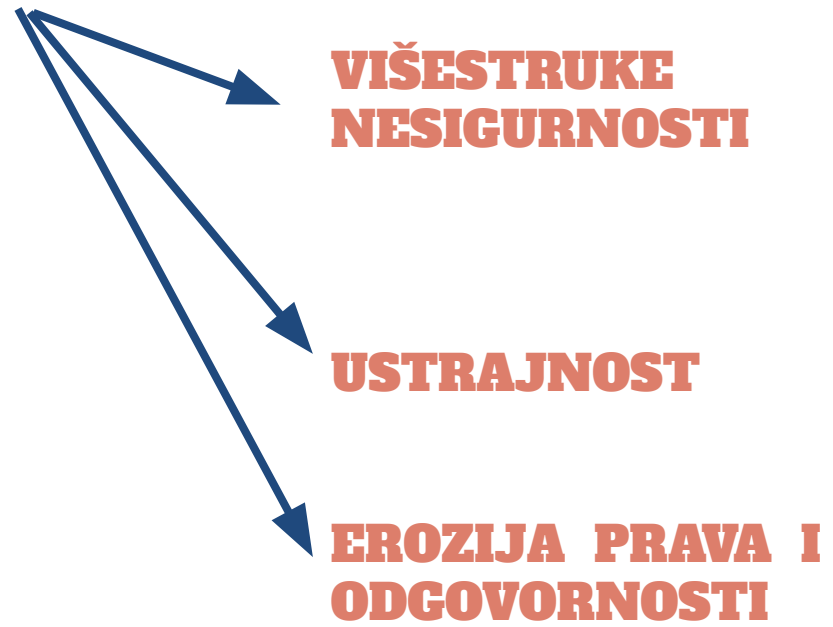 VIŠESTRUKE
NESIGURNOSTI
USTRAJNOST
EROZIJA PRAVA I
ODGOVORNOSTI